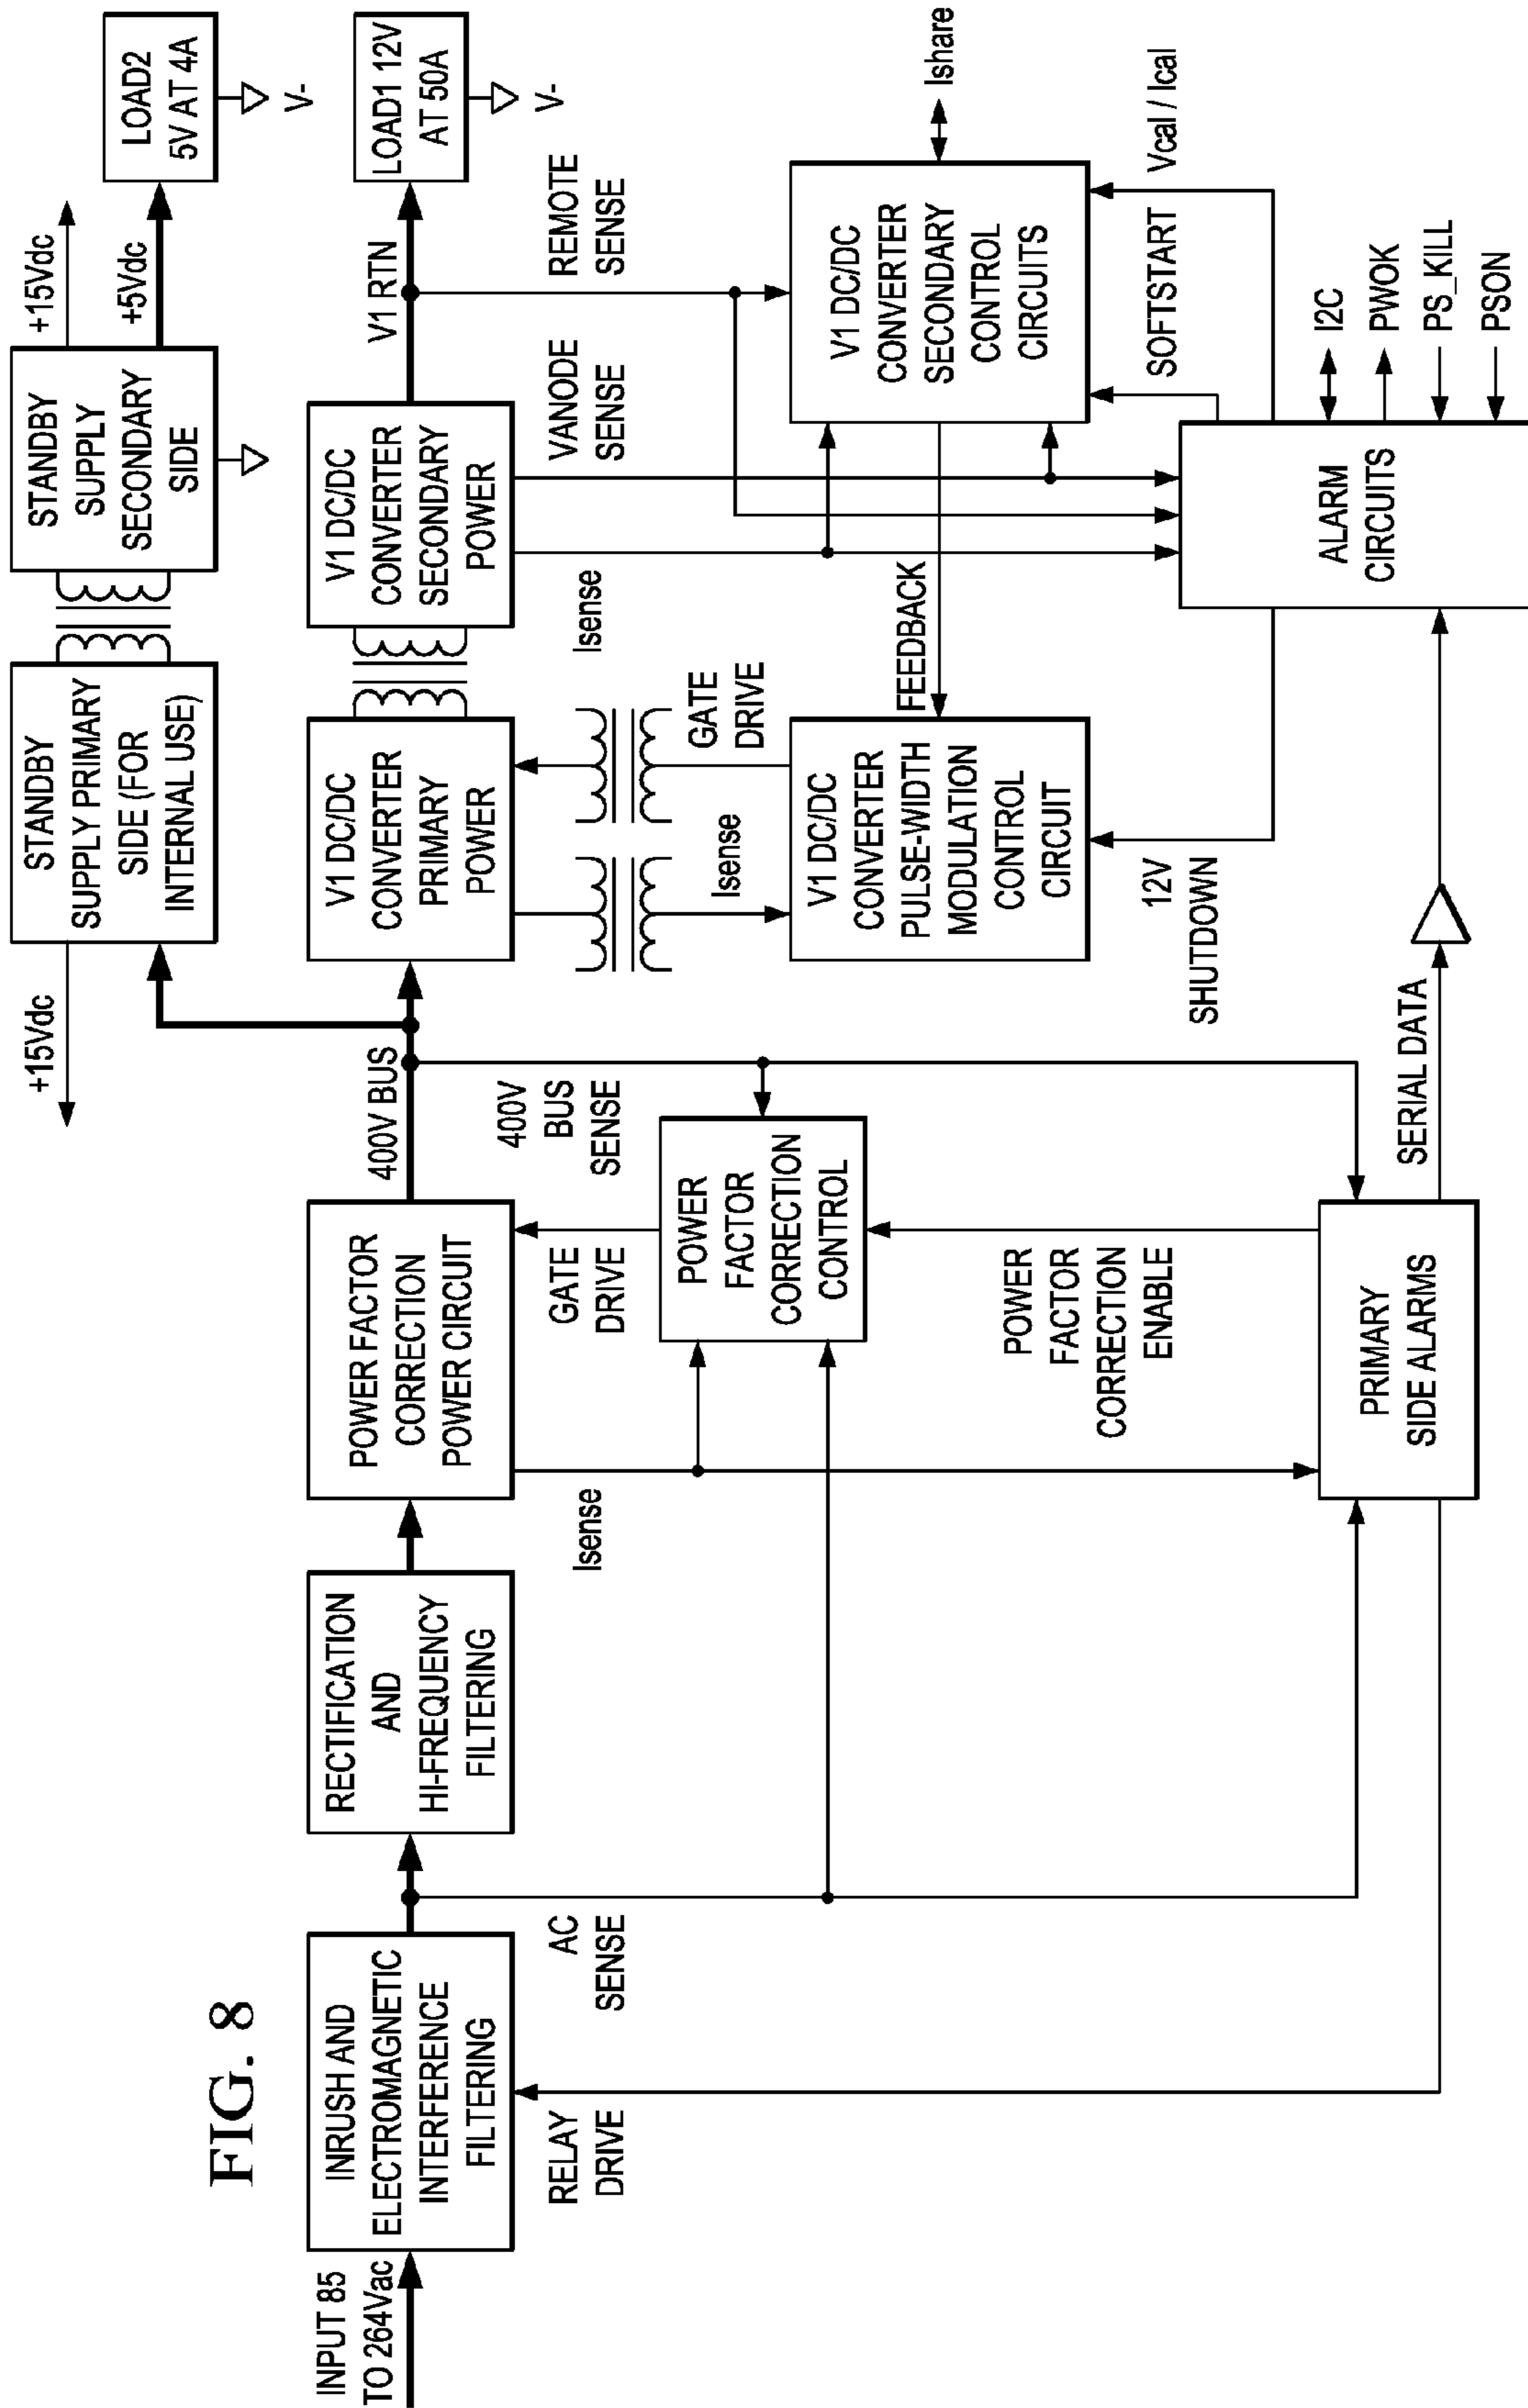 FIG. 8
INPUT 85
TO 264Vac
INRUSH AND
ELECTROMAGNETIC
INTERFERENCE
FILTERING
RELAY
DRIVE
AC
SENSE
RECTIFICATION
AND
HI-FREQUENCY
FILTERING
Isense
POWER FACTOR
CORRECTION
POWER CIRCUIT
GATE
DRIVE
400V BUS
400V
BUS
SENSE
POWER
FACTOR
CORRECTION
CONTROL
POWER
FACTOR
CORRECTION
ENABLE
PRIMARY
SIDE ALARMS
SERIAL DATA
+15Vdc
STANDBY
SUPPLY PRIMARY
SIDE (FOR
INTERNAL USE)
STANDBY
SUPPLY
SECONDARY
SIDE
+15Vdc
+5Vdc
LOAD2
5V AT 4A
V-
V1 DC/DC
CONVERTER
PRIMARY
POWER
V1 DC/DC
CONVERTER
SECONDARY
POWER
V1 RTN
LOAD1 12V
AT 50A
V-
Isense
GATE
DRIVE
Isense
VANODE
SENSE
REMOTE
SENSE
V1 DC/DC
CONVERTER
PULSE-WIDTH
MODULATION
CONTROL
CIRCUIT
FEEDBACK
V1 DC/DC
CONVERTER
SECONDARY
CONTROL
CIRCUITS
Ishare
12V
SHUTDOWN
SOFTSTART
Vcal / Ical
ALARM
CIRCUITS
I2C
PWOK
PS_KILL
PSON